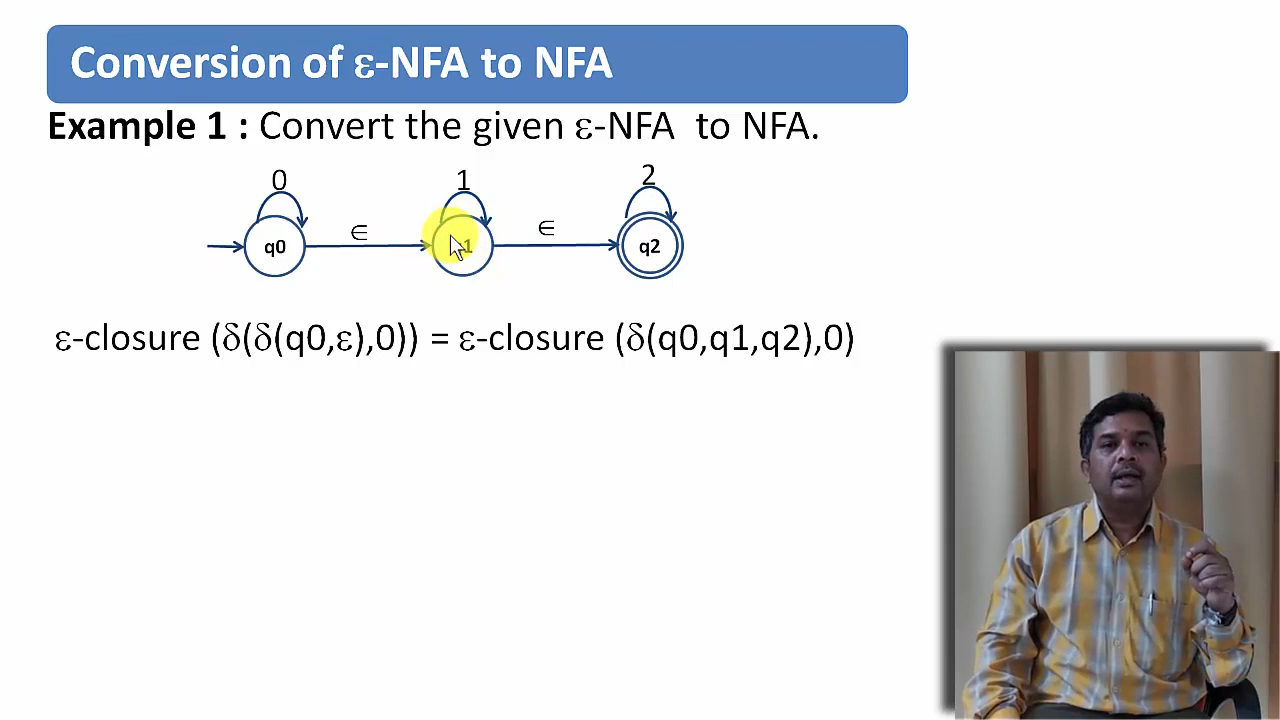 Conversion of ε-NFA to NFA
Example 1 : Convert the given ε-NFA to NFA.
0 1 2
∈ ∈
q0 1 q2
ε-closure (δ(δ(q0,ε),0)) = ε-closure (δ(q0,q1,q2),0)